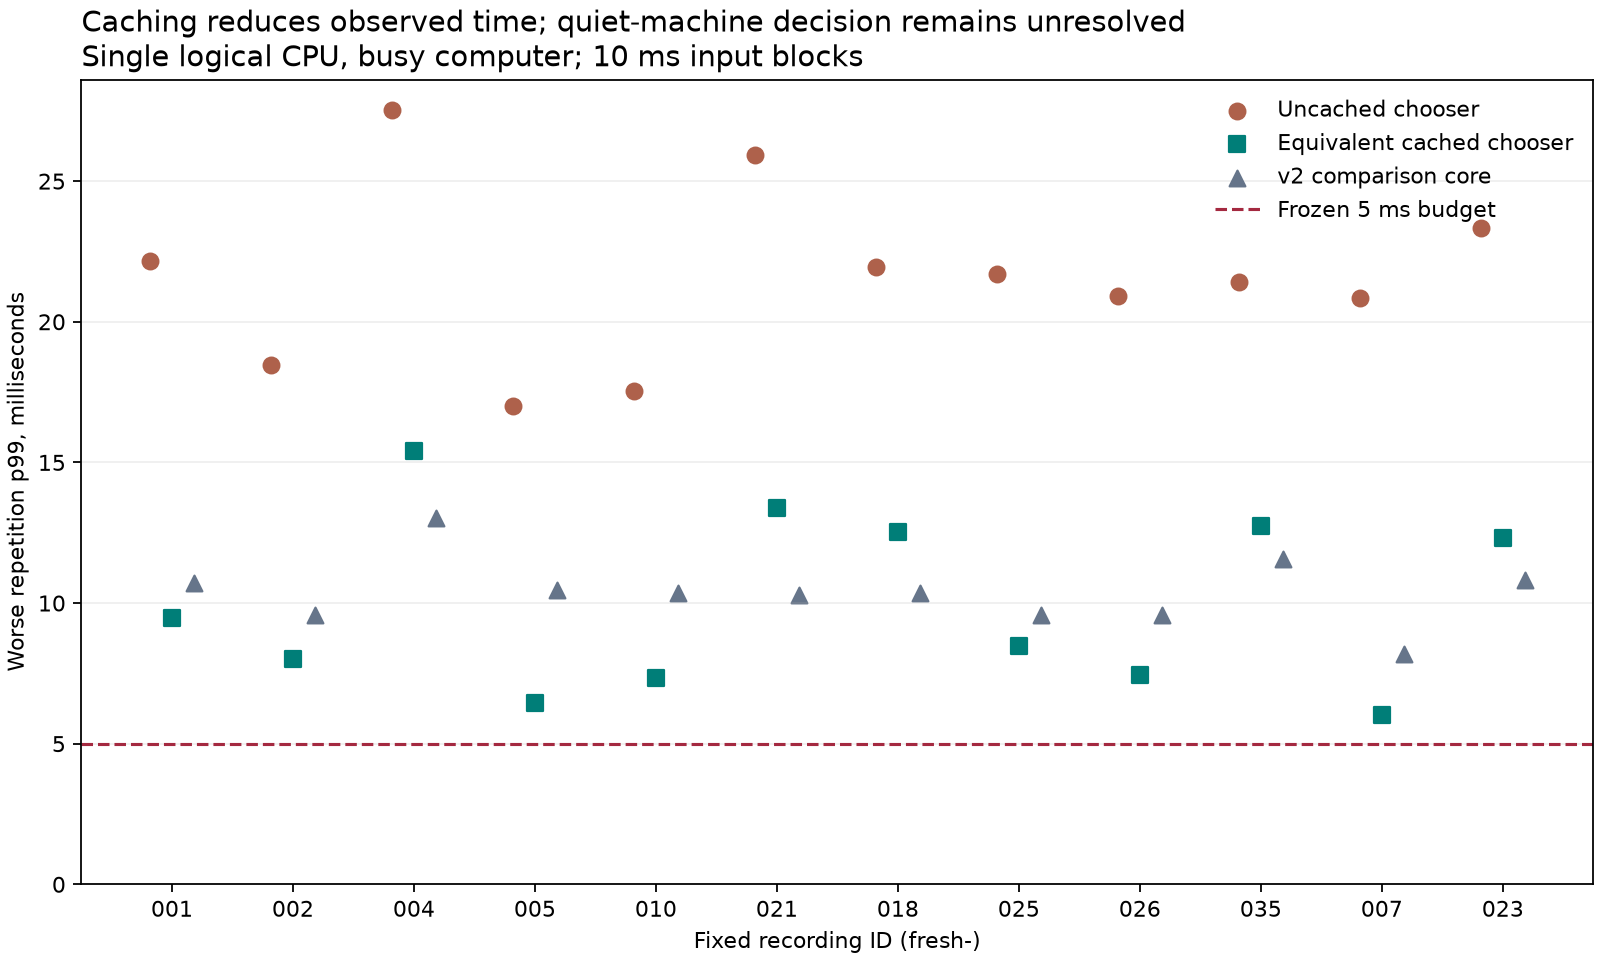 Caching reduces observed time; quiet-machine decision remains unresolved
Single logical CPU, busy computer; 10 ms input blocks
Uncached chooser
Equivalent cached chooser
v2 comparison core
Frozen 5 ms budget
Worse repetition p99, milliseconds
25
20
15
10
5
0
001 002 004 005 010 021 018 025 026 035 007 023
Fixed recording ID (fresh-)